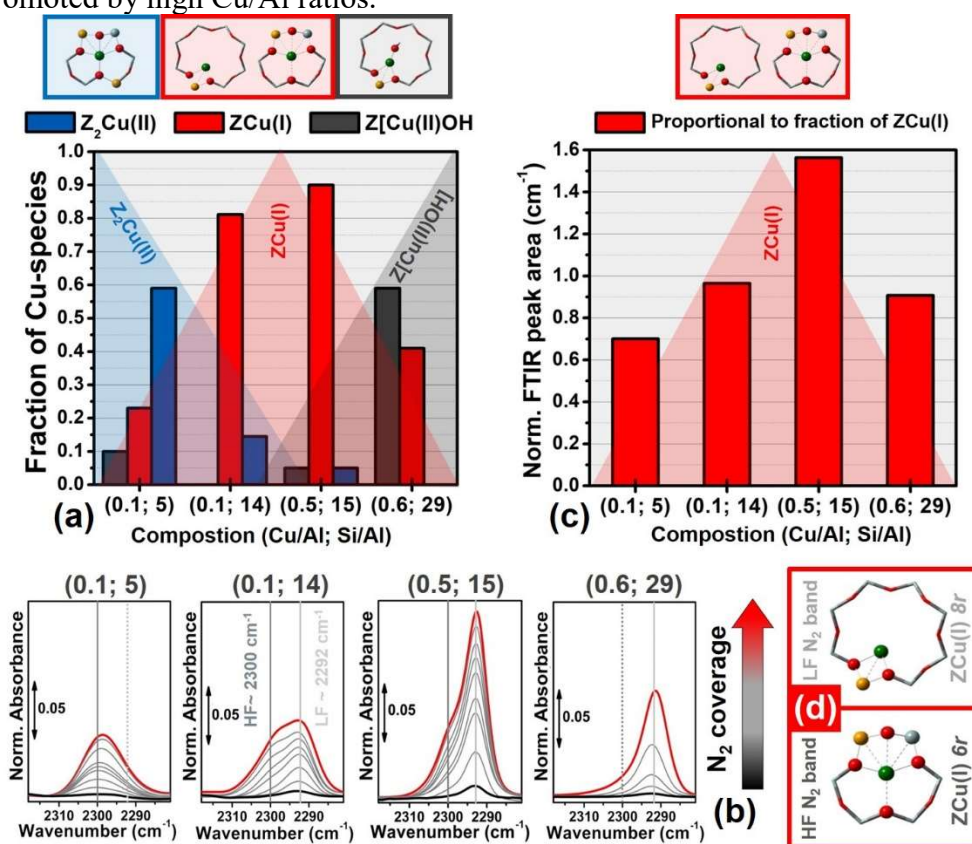 omoted by high Cu/Al ratios.
Z₂Cu(II) ZCu(I) Z[Cu(II)OH
Fraction of Cu-species
1.0
0.9
0.8
0.7
0.6
0.5
0.4
0.3
0.2
0.1
0.0
Z₂Cu(II)
ZCu(I)
Z[Cu(II)OH]
(0.1; 5) (0.1; 14) (0.5; 15) (0.6; 29)
(a)
Compostion (Cu/Al; Si/Al)
Proportional to fraction of ZCu(I)
Norm. FTIR peak area (cm⁻¹)
1.6
1.4
1.2
1.0
0.8
0.6
0.4
0.2
0.0
ZCu(I)
(0.1; 5) (0.1; 14) (0.5; 15) (0.6; 29)
(c)
Compostion (Cu/Al; Si/Al)
(0.1; 5) (0.1; 14) (0.5; 15) (0.6; 29)
Norm. Absorbance
0.05
2310 2290
Wavenumber (cm⁻¹)
Norm. Absorbance
HF~ 2300 cm⁻¹
LF ~ 2292 cm⁻¹
0.05
2310 2290
Wavenumber (cm⁻¹)
Norm. Absorbance
0.05
2310 2290
Wavenumber (cm⁻¹)
Norm. Absorbance
0.05
2310 2290
Wavenumber (cm⁻¹)
N₂ coverage
(b)
LF N₂ band
ZCu(I) 8r
(d)
HF N₂ band
ZCu(I) 6r